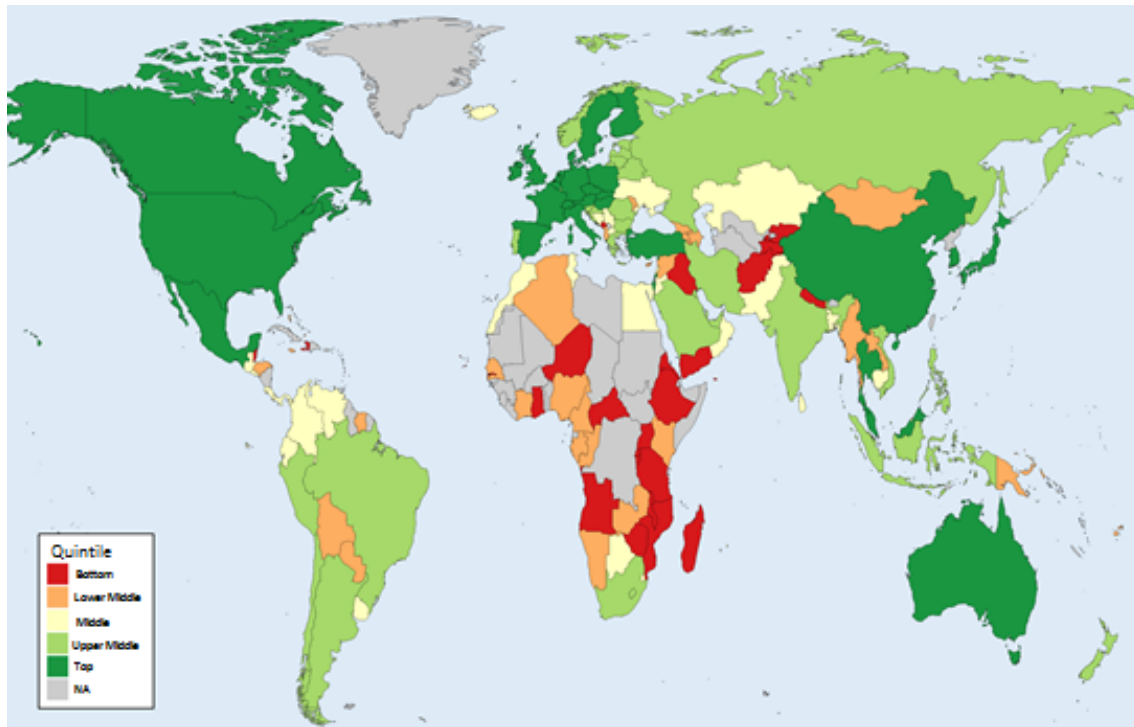 Quintile
Bottom
Lower Middle
Middle
Upper Middle
Top
NA